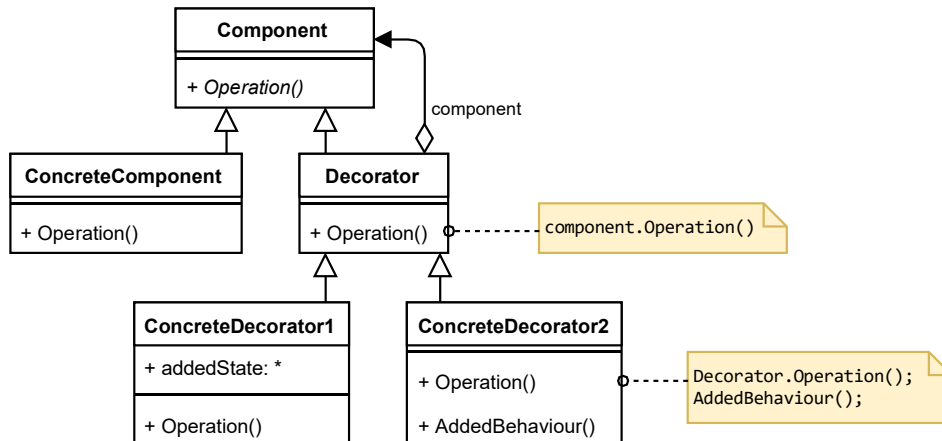 Component
+ Operation()
component
ConcreteComponent
+ Operation()
Decorator
+ Operation()
component.Operation()
ConcreteDecorator1
+ addedState: *
+ Operation()
ConcreteDecorator2
+ Operation()
+ AddedBehaviour()
Decorator.Operation();
AddedBehaviour();